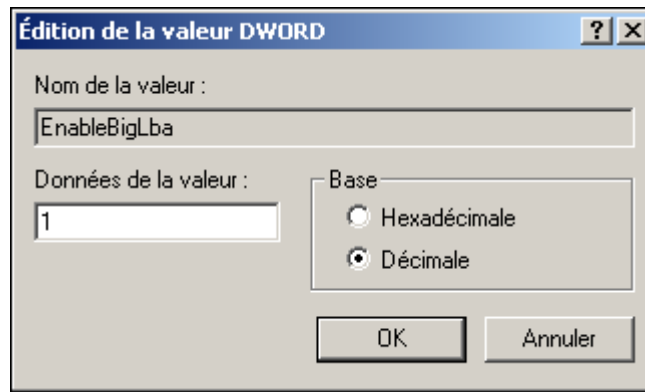 Édition de la valeur DWORD
Nom de la valeur :
EnableBigLba
Données de la valeur :
1
Base
Hexadécimale
Décimale
OK
Annuler